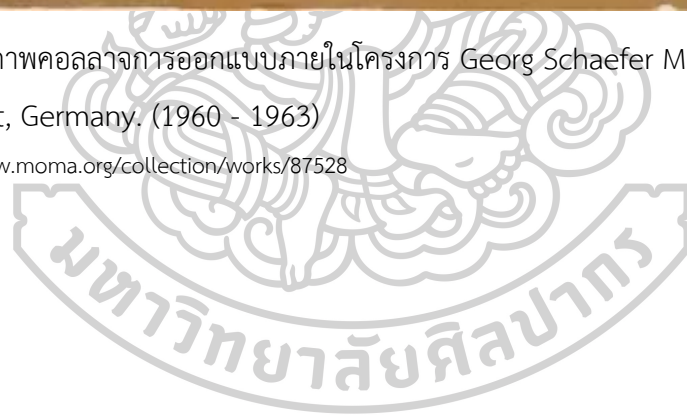 าพคอลลาจการออกแบบภายในโครงการ Georg Schaefer M
t, Germany. (1960 - 1963)
w.moma.org/collection/works/87528
มหาวิทยาลัยศิลปากร